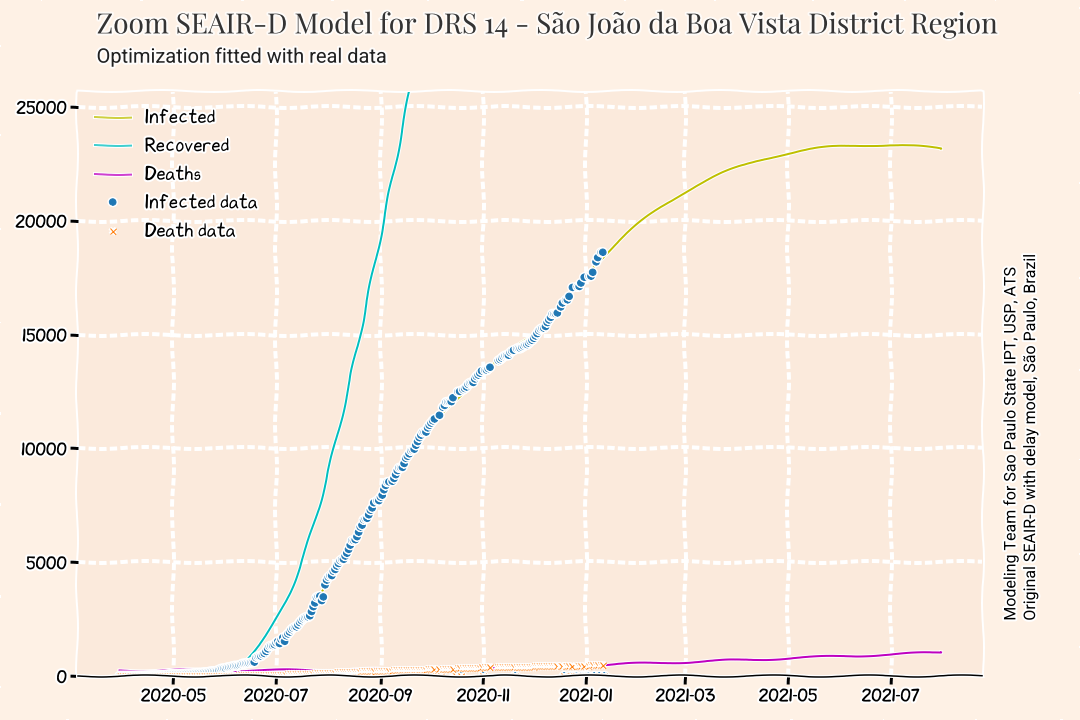 Zoom SEAIR-D Model for DRS 14 - São João da Boa Vista District Region
Optimization fitted with real data
25000
20000
15000
10000
5000
0
Infected
Recovered
Deaths
Infected data
Death data
2020-05
2020-07
2020-09
2020-11
2021-01
2021-03
2021-05
2021-07
Modeling Team for Sao Paulo State IPT, USP, ATS
Original SEAIR-D with delay model, São Paulo, Brazil